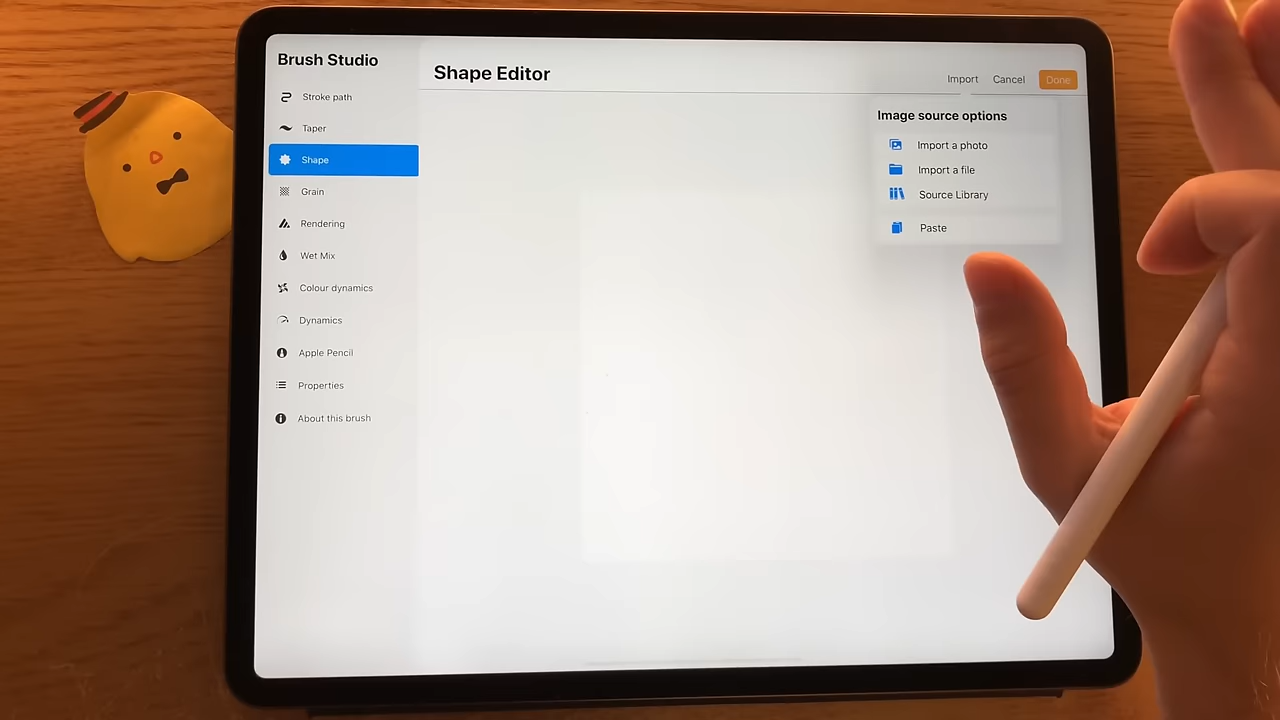 Brush Studio
Stroke path
Taper
Shape
Grain
Rendering
Wet Mix
Colour dynamics
Dynamics
Apple Pencil
Properties
About this brush
Shape Editor
Import
Cancel
Done
Image source options
Import a photo
Import a file
Source Library
Paste